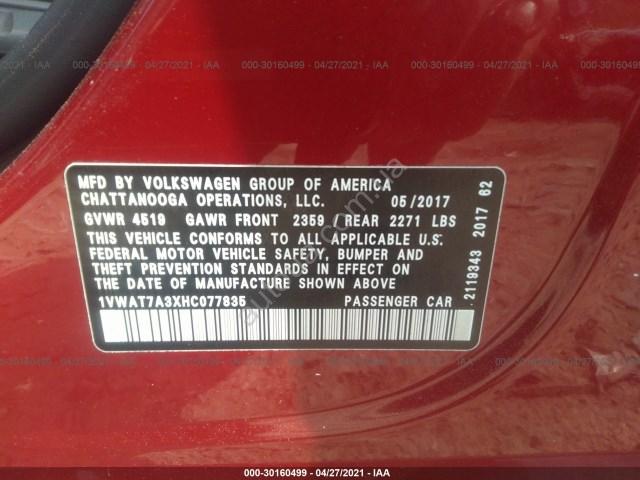 000-30160499 - 04/27/2021 - IAA
MFD BY VOLKSWAGEN GROUP OF AMERICA
CHATTANOOGA OPERATIONS, LLC. 05/2017
GVWR 4519 GAWR FRONT 2359 REAR 2271 LBS
THIS VEHICLE CONFORMS TO ALL APPLICABLE U.S.
FEDERAL MOTOR VEHICLE SAFETY, BUMPER AND
THEFT PREVENTION STANDARDS IN EFFECT ON
THE DATE OF MANUFACTURE SHOWN ABOVE
1VWAT7A3XHC077835 PASSENGER CAR
2119343 2017 62
000-30160499 - 04/27/2021 - IAA